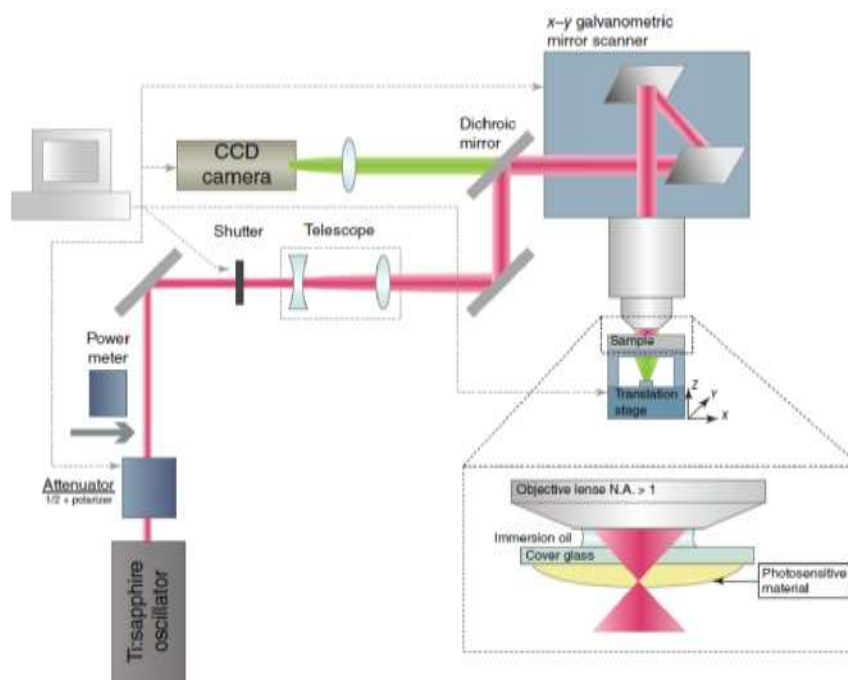 x–y galvanometric
mirror scanner
Dichroic
mirror
CCD
camera
Shutter
Telescope
Power
meter
Sample
Z
Y
X
Translation
stage
Attenuator
1/2 + polarizer
Ti:sapphire
oscillator
Objective lense N.A. > 1
Immersion oil
Cover glass
Photosensitive
material